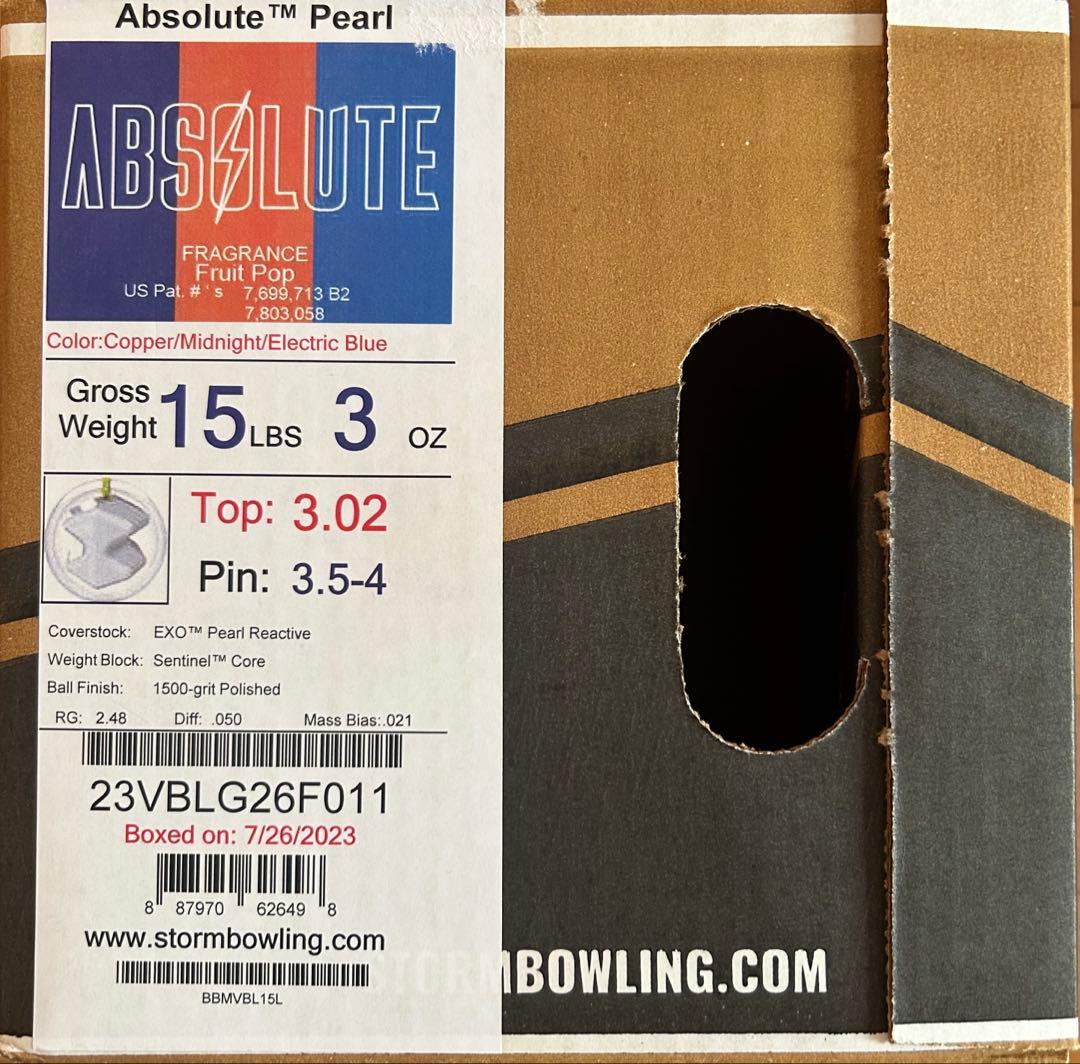 Absolute™ Pearl
ABSOLUTE
FRAGRANCE
Fruit Pop
US Pat. # ' s 7,699,713 B2
7,803,058
Color:Copper/Midnight/Electric Blue
Gross Weight 15 LBS 3 OZ
Top: 3.02
Pin: 3.5-4
Coverstock: EXO™ Pearl Reactive
Weight Block: Sentinel™ Core
Ball Finish: 1500-grit Polished
RG: 2.48 Diff: .050 Mass Bias:.021
23VBLG26F011
Boxed on: 7/26/2023
8 87970 62649 8
www.stormbowling.com
BBMVBL15L
STORMBOWLING.COM